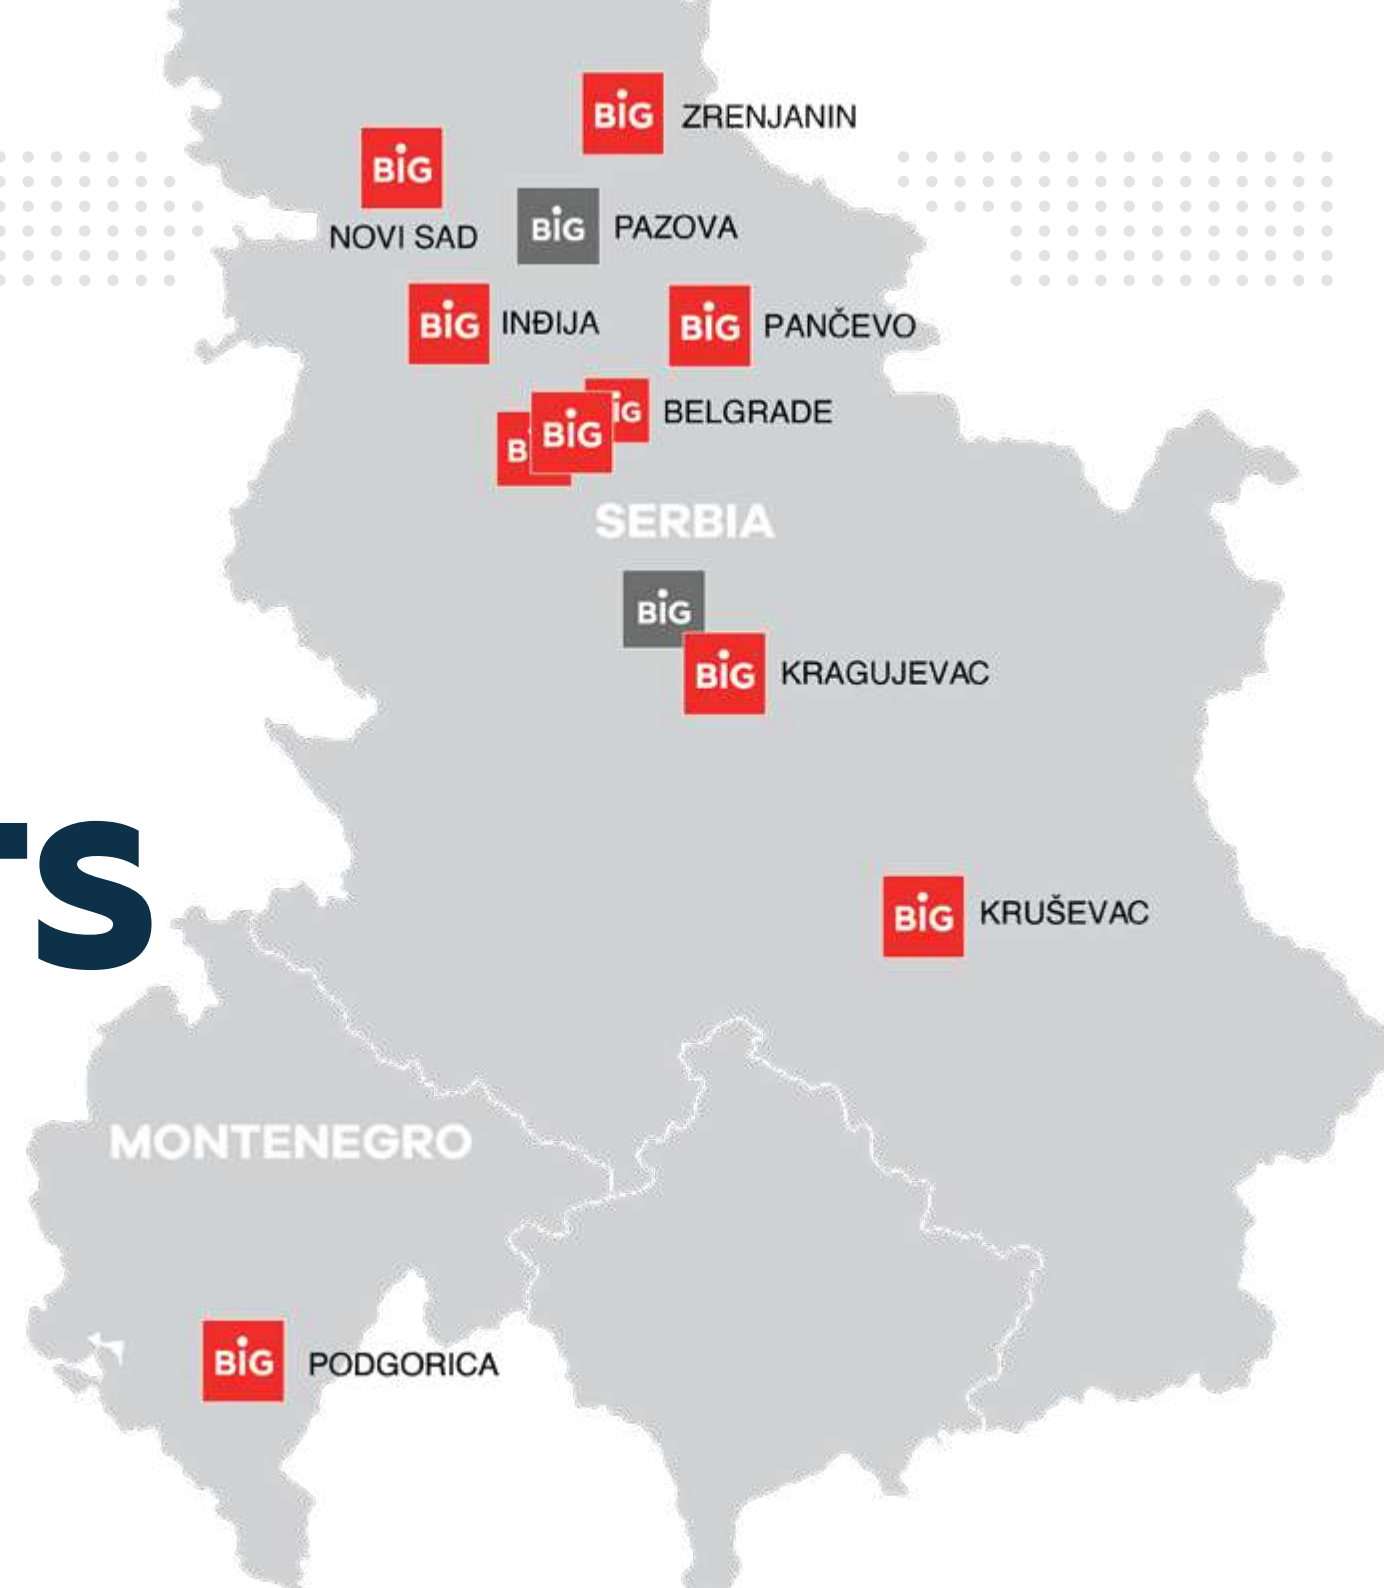 BiG ZRENJANIN
BiG
NOVI SAD
BiG PAZOVA
BiG INĐIJA
BiG PANČEVO
iG BELGRADE
B
BiG
SERBIA
BiG
BiG KRAGUJEVAC
TS
BiG KRUŠEVAC
MONTENEGRO
BiG PODGORICA